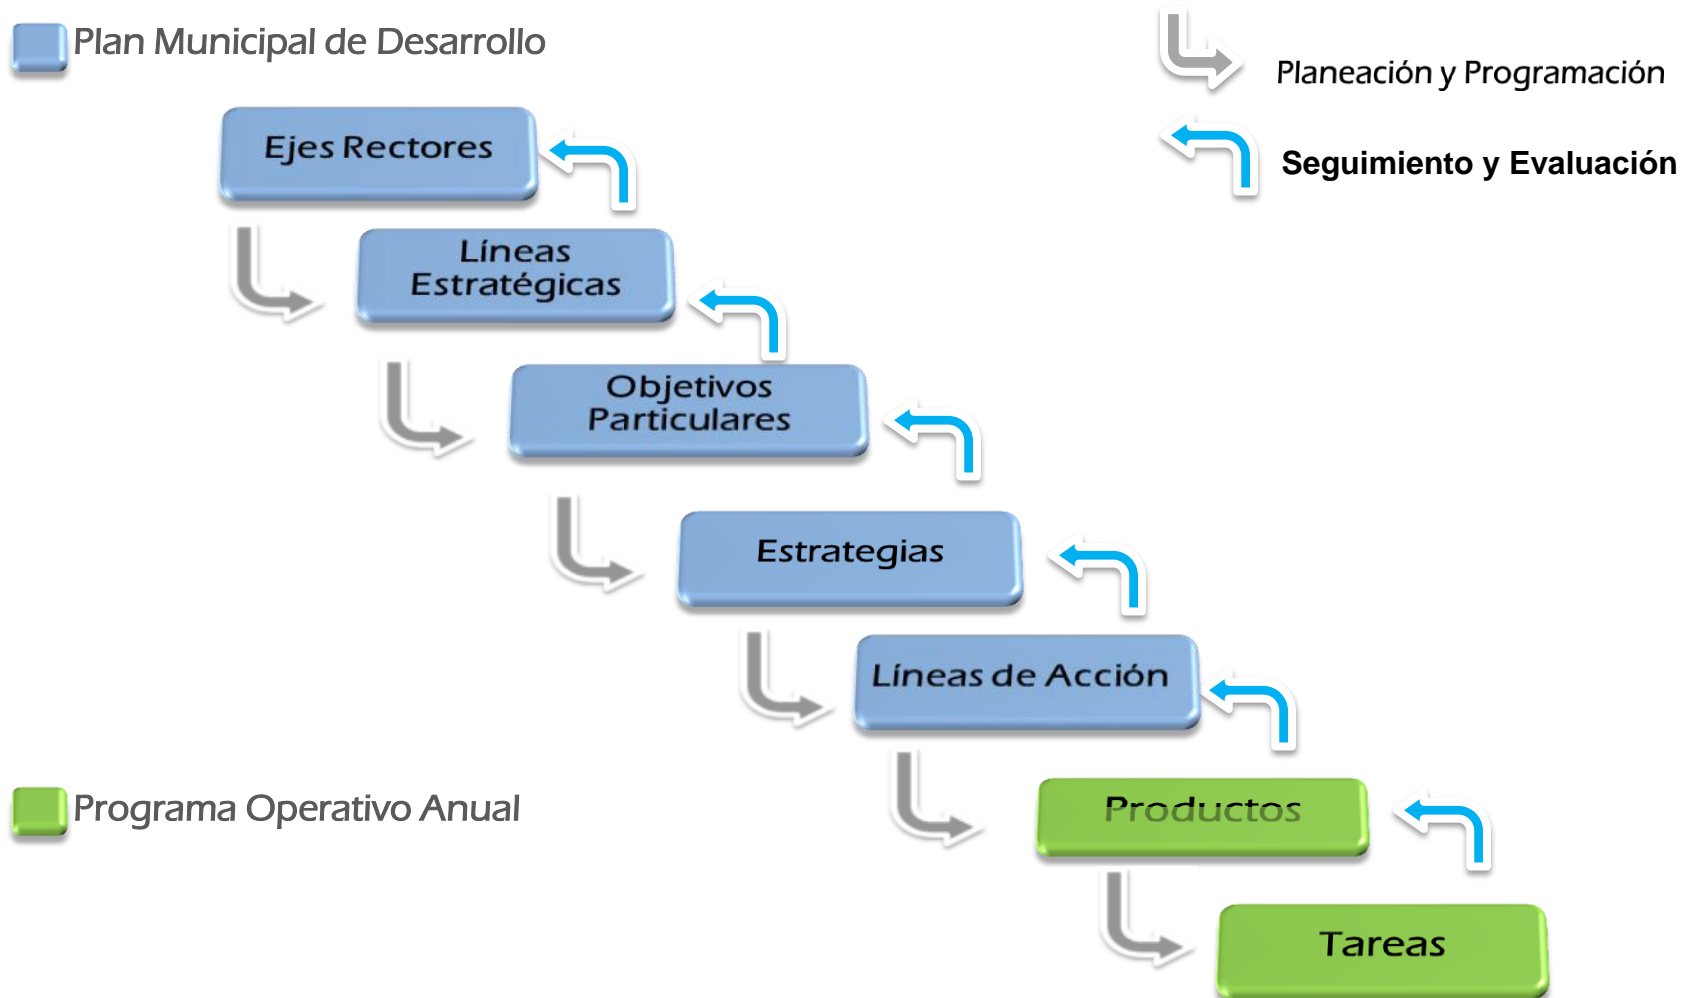 Plan Municipal de Desarrollo
Planeación y Programación
Seguimiento y Evaluación
Ejes Rectores
Líneas
Estratégicas
Objetivos
Particulares
Estrategias
Líneas de Acción
Programa Operativo Anual
Productos
Tareas